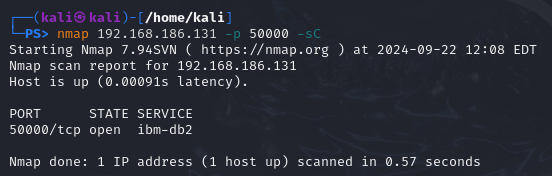 ┌──(kali㉿kali)-[/home/kali]
└─PS> nmap 192.168.186.131 -p 50000 -sC
Starting Nmap 7.94SVN ( https://nmap.org ) at 2024-09-22 12:08 EDT
Nmap scan report for 192.168.186.131
Host is up (0.00091s latency).
PORT      STATE SERVICE
50000/tcp open  ibm-db2
Nmap done: 1 IP address (1 host up) scanned in 0.57 seconds